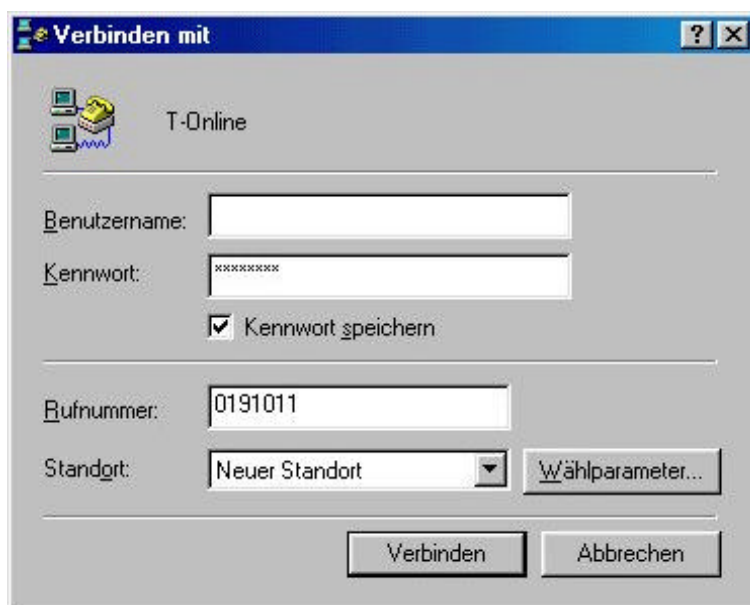 Verbinden mit
T-Online
Benutzername:
Kennwort: ********
Kennwort speichern
Rufnummer: 0191011
Standort: Neuer Standort Wählparameter...
Verbinden Abbrechen